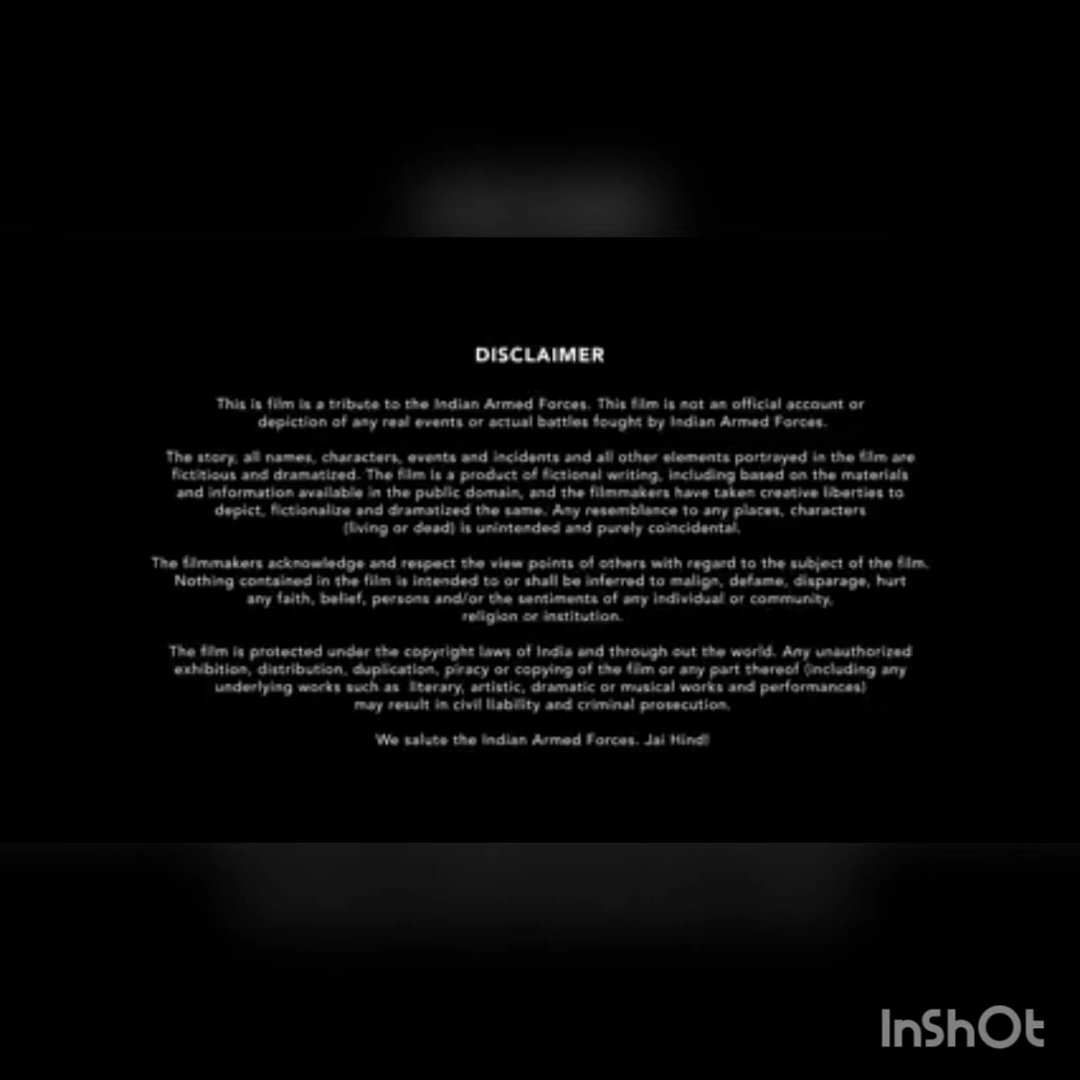 DISCLAIMER
This is film is a tribute to the Indian Armed Forces. This film is not an official account or
depiction of any real events or actual battles fought by Indian Armed Forces.
The story, all names, characters, events and incidents and all other elements portrayed in the film are
fictitious and dramatized. The film is a product of fictional writing, including based on the materials
and information available in the public domain, and the filmmakers have taken creative liberties to
depict, fictionalize and dramatized the same. Any resemblance to any places, characters
(living or dead) is unintended and purely coincidental.
The filmmakers acknowledge and respect the view points of others with regard to the subject of the film.
Nothing contained in the film is intended to or shall be inferred to malign, defame, disparage, hurt
any faith, belief, persons and/or the sentiments of any individual or community,
religion or institution.
The film is protected under the copyright laws of India and through out the world. Any unauthorized
exhibition, distribution, duplication, piracy or copying of the film or any part thereof (including any
underlying works such as literary, artistic, dramatic or musical works and performances)
may result in civil liability and criminal prosecution.
We salute the Indian Armed Forces. Jai Hind!
InShOt